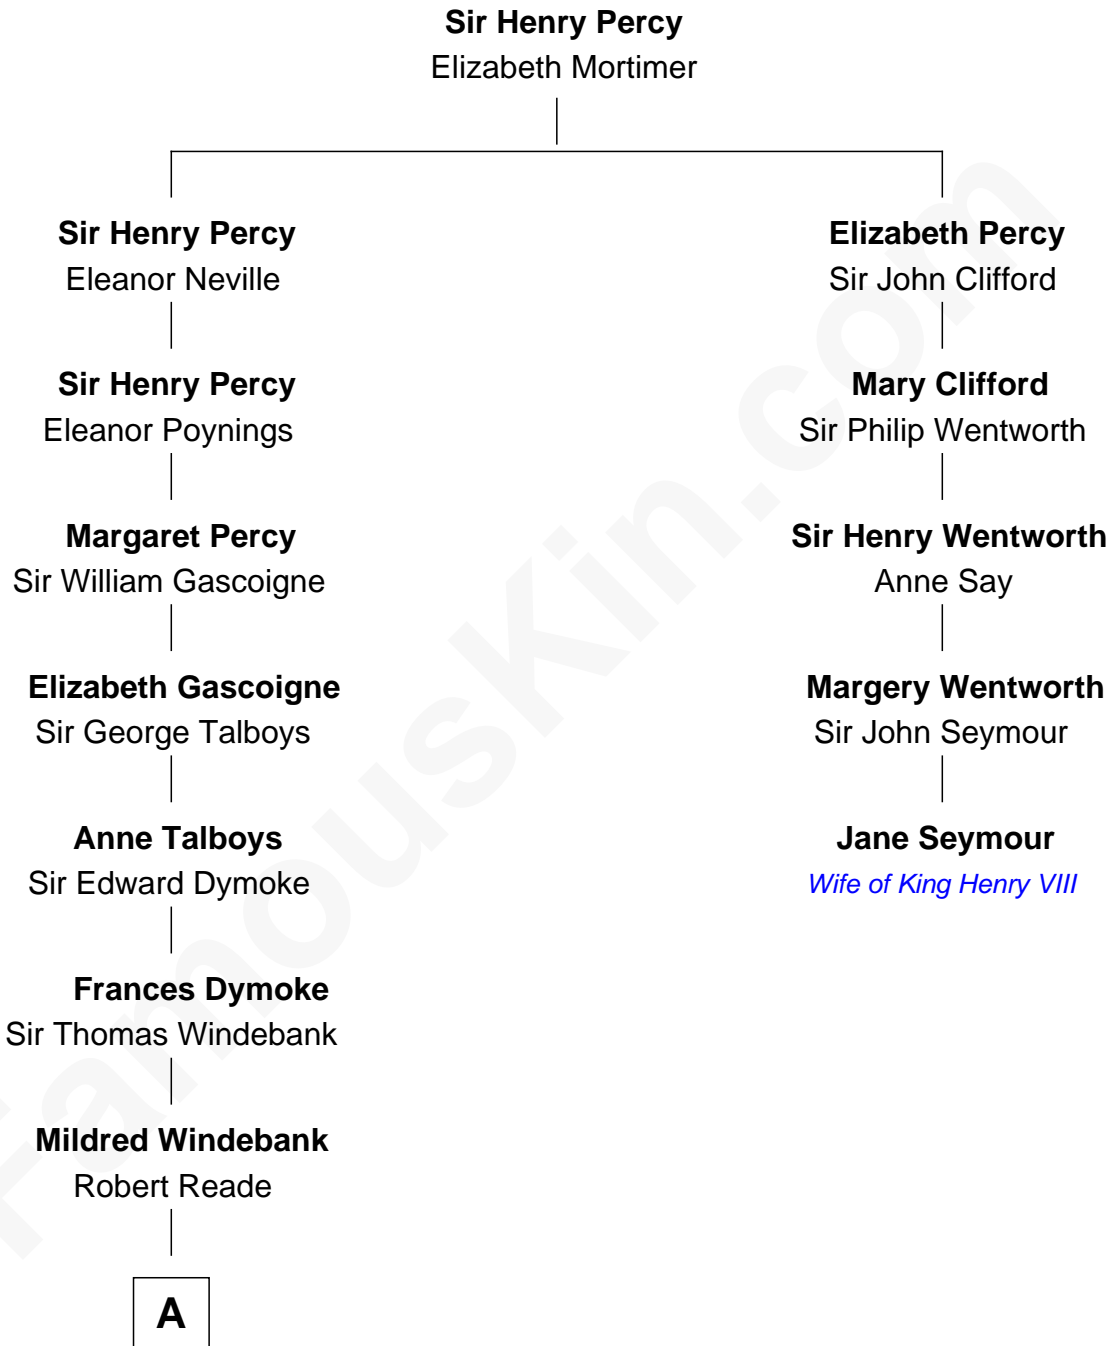 Sir Henry Percy
Elizabeth Mortimer
Sir Henry Percy
Eleanor Neville
Sir Henry Percy
Eleanor Poynings
Margaret Percy
Sir William Gascoigne
Elizabeth Gascoigne
Sir George Talboys
Anne Talboys
Sir Edward Dymoke
Frances Dymoke
Sir Thomas Windebank
Mildred Windebank
Robert Reade
A
Elizabeth Percy
Sir John Clifford
Mary Clifford
Sir Philip Wentworth
Sir Henry Wentworth
Anne Say
Margery Wentworth
Sir John Seymour
Jane Seymour
Wife of King Henry VIII
FamousKin.com